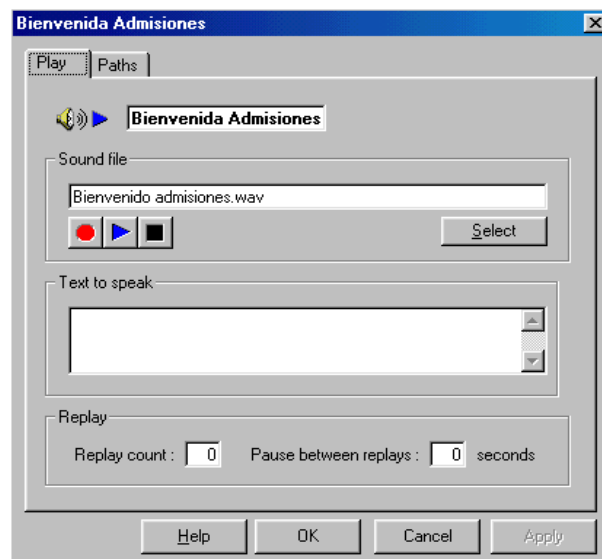 Bienvenida Admisiones
Play Paths
Bienvenida Admisiones
Sound file
Bienvenido admisiones.wav
Select
Text to speak
Replay
Replay count : 0 Pause between replays : 0 seconds
Help OK Cancel Apply